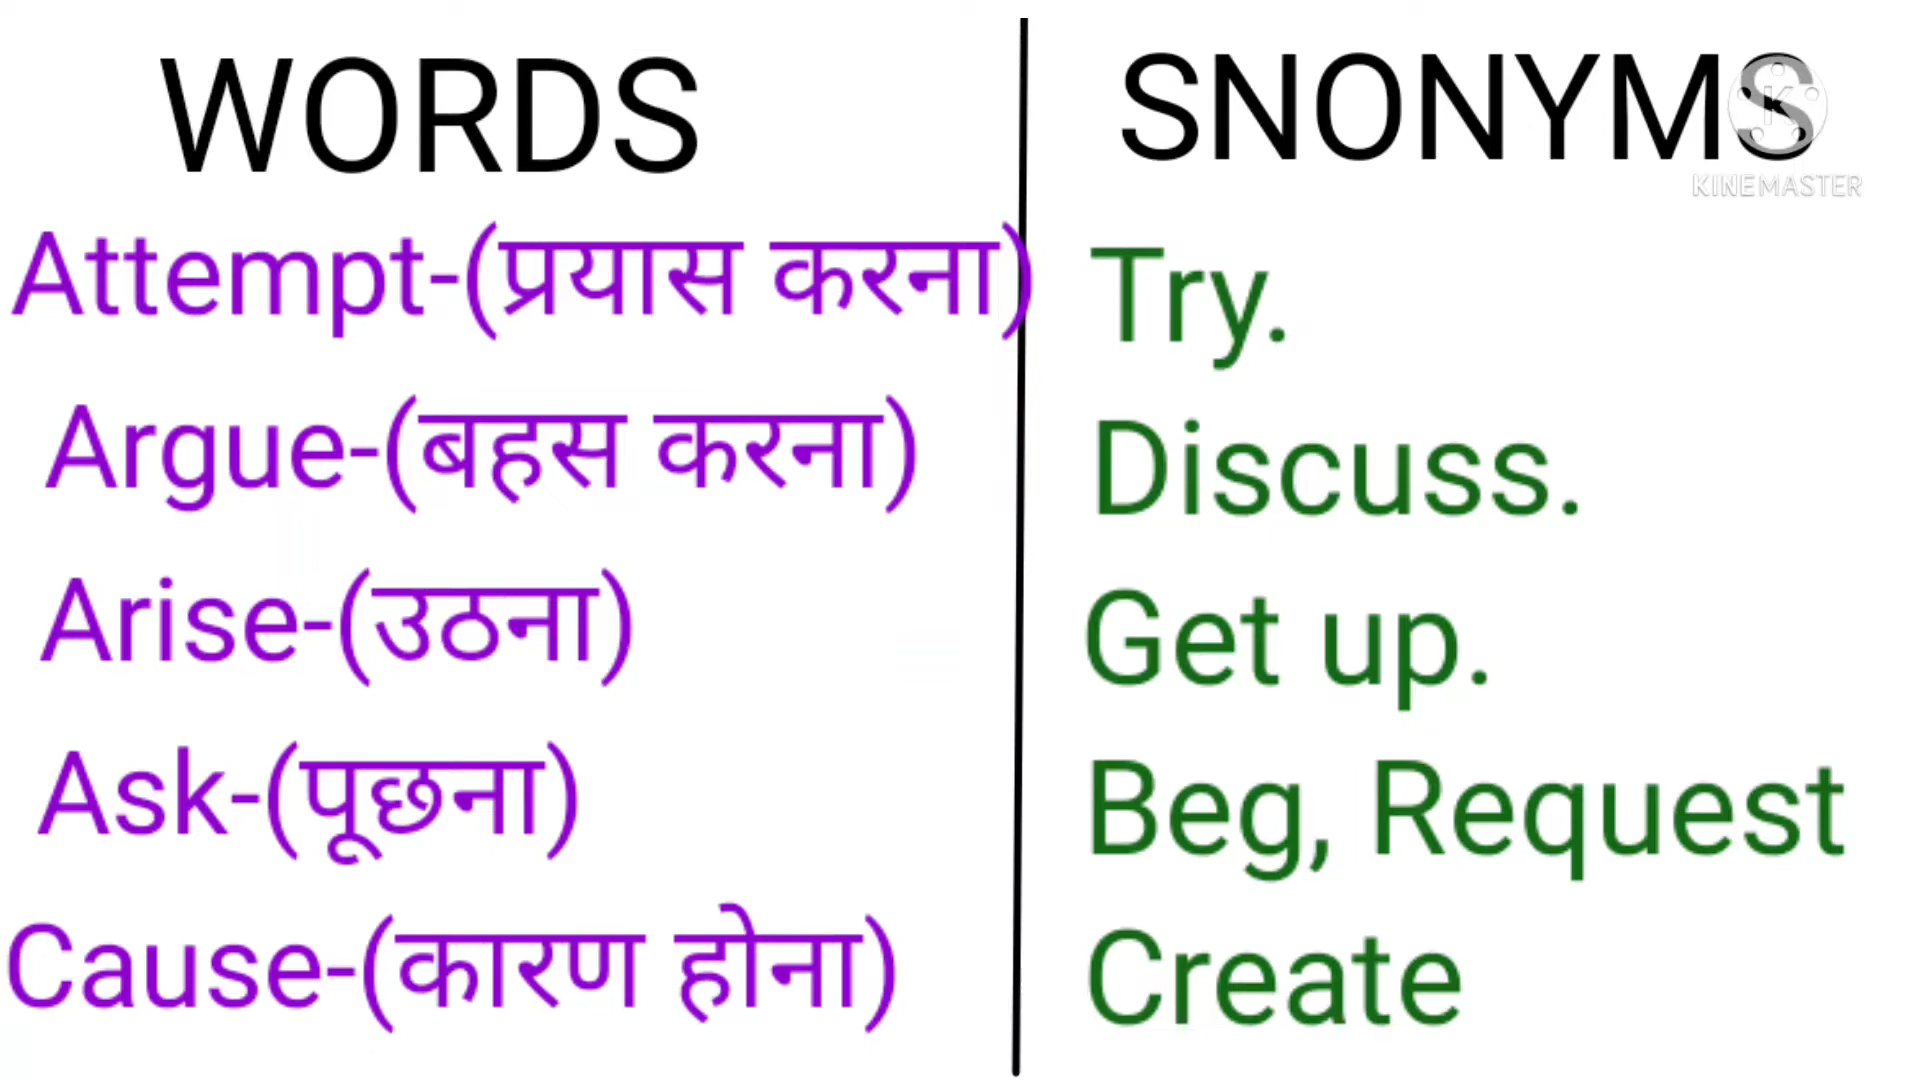 WORDS
SNONYMS
KINEMASTER
Attempt-(प्रयास करना)
Try.
Argue-(बहस करना)
Discuss.
Arise-(उठना)
Get up.
Ask-(पूछना)
Beg, Request
Cause-(कारण होना)
Create